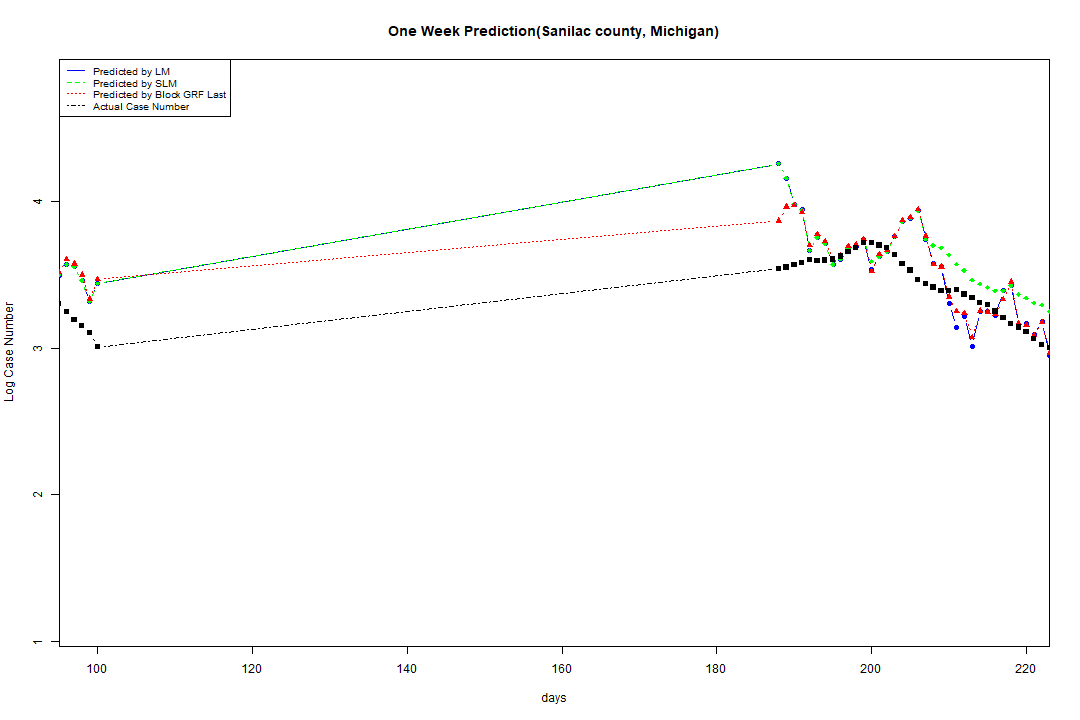 One Week Prediction(Sanilac county, Michigan)
Predicted by LM
Predicted by SLM
Predicted by Block GRF Last
Actual Case Number
4
3
2
1
Log Case Number
100 120 140 160 180 200 220
days